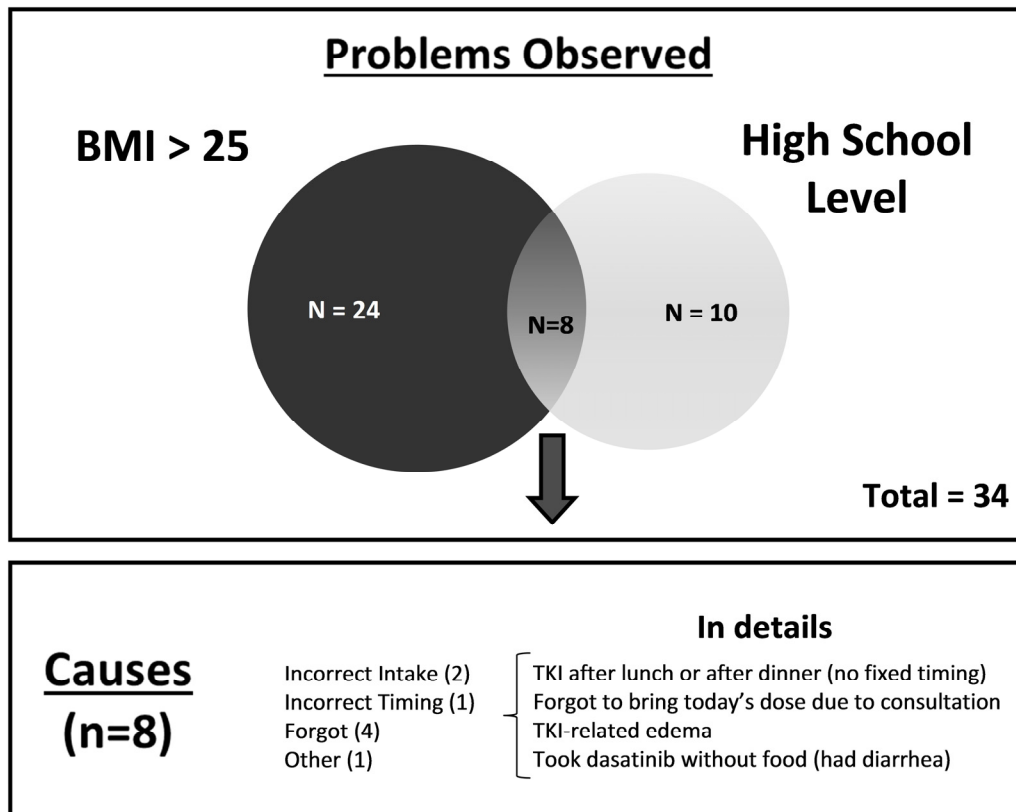 Problems Observed
BMI > 25
High School
Level
N = 24
N=8
N = 10
Total = 34
Causes
(n=8)
Incorrect Intake (2)
Incorrect Timing (1)
Forgot (4)
Other (1)
In details
TKI after lunch or after dinner (no fixed timing)
Forgot to bring today’s dose due to consultation
TKI-related edema
Took dasatinib without food (had diarrhea)